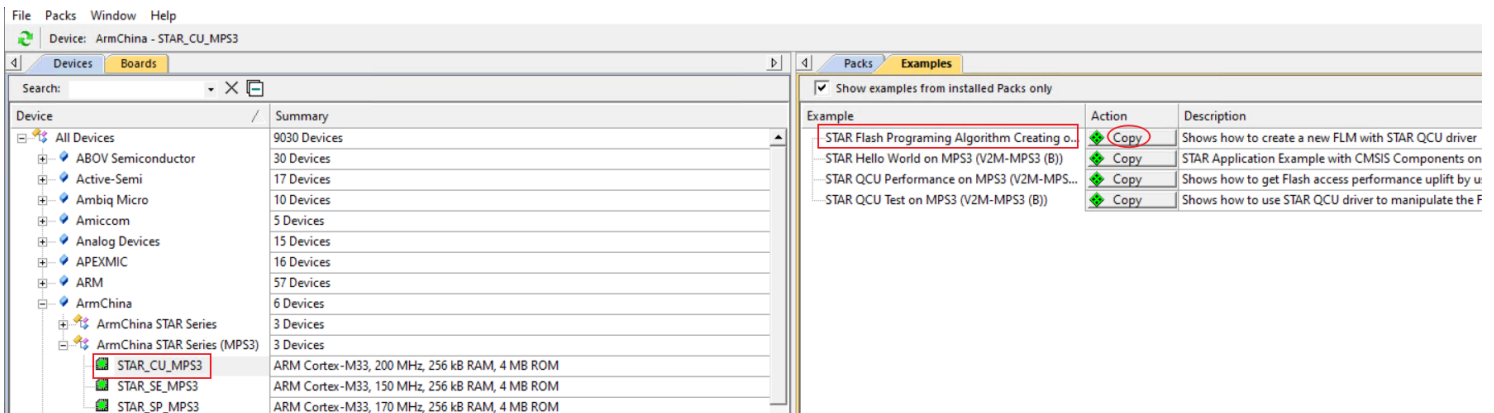 File Packs Window Help
Device: ArmChina - STAR_CU_MPS3
Devices Boards
Search:
Device / Summary
All Devices 9030 Devices
ABOV Semiconductor 30 Devices
Active-Semi 17 Devices
Ambiq Micro 10 Devices
Amiccom 5 Devices
Analog Devices 15 Devices
APEXMIC 16 Devices
ARM 57 Devices
ArmChina 6 Devices
ArmChina STAR Series 3 Devices
ArmChina STAR Series (MPS3) 3 Devices
STAR_CU_MPS3 ARM Cortex-M33, 200 MHz, 256 kB RAM, 4 MB ROM
STAR_SE_MPS3 ARM Cortex-M33, 150 MHz, 256 kB RAM, 4 MB ROM
STAR_SP_MPS3 ARM Cortex-M33, 170 MHz, 256 kB RAM, 4 MB ROM
Packs Examples
Show examples from installed Packs only
Example Action Description
STAR Flash Programing Algorithm Creating o... Copy Shows how to create a new FLM with STAR QCU driver
STAR Hello World on MPS3 (V2M-MPS3 (B)) Copy STAR Application Example with CMSIS Components on
STAR QCU Performance on MPS3 (V2M-MPS... Copy Shows how to get Flash access performance uplift by u
STAR QCU Test on MPS3 (V2M-MPS3 (B)) Copy Shows how to use STAR QCU driver to manipulate the F